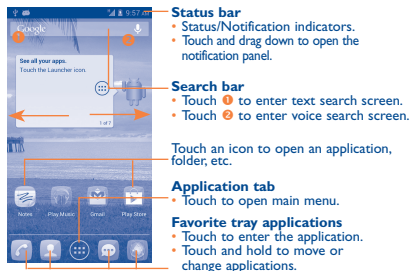 9:57 AM
Google
See all your apps.
Touch the Launcher icon.
1 of 7
Notes
Play Music
Gmail
Play Store
Status bar
• Status/Notification indicators.
• Touch and drag down to open the
notification panel.
Search bar
• Touch ❶ to enter text search screen.
• Touch ❷ to enter voice search screen.
Touch an icon to open an application,
folder, etc.
Application tab
• Touch to open main menu.
Favorite tray applications
• Touch to enter the application.
• Touch and hold to move or
change applications.